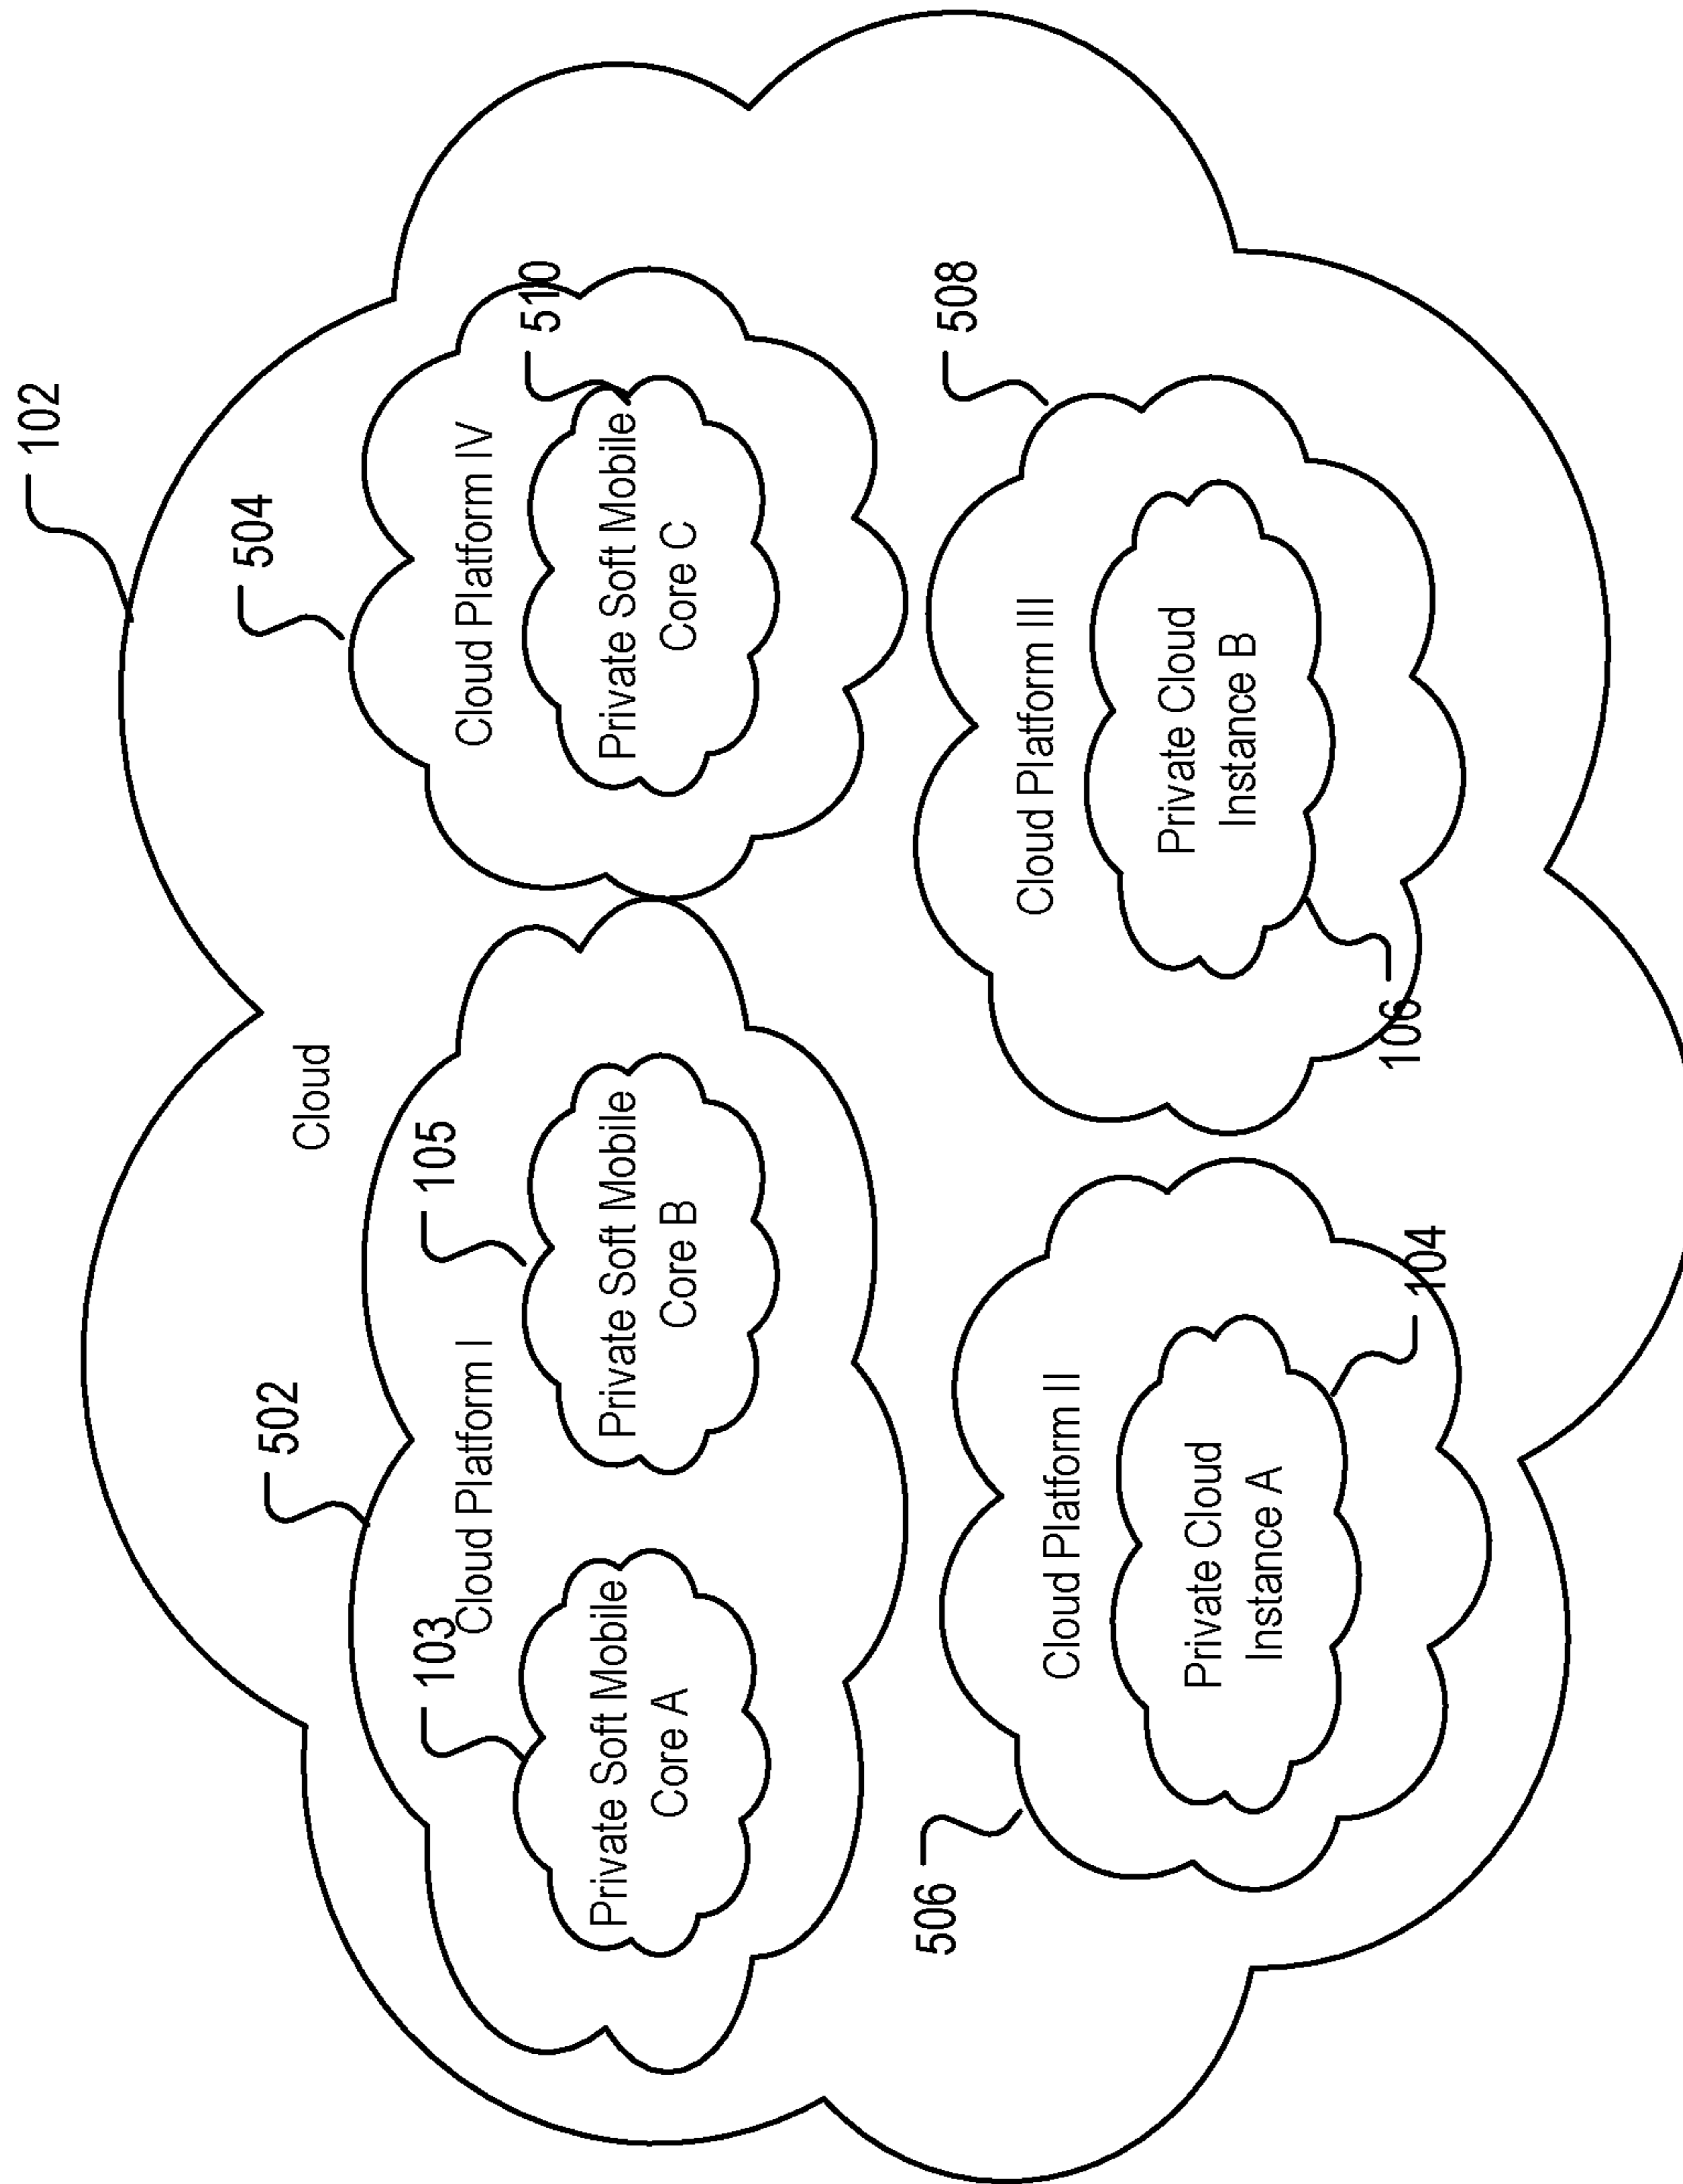 102
Cloud
502
504
103
Cloud Platform I
105
Cloud Platform IV
510
Private Soft Mobile
Core A
Private Soft Mobile
Core B
Private Soft Mobile
Core C
506
Cloud Platform II
Private Cloud
Instance A
104
508
Cloud Platform III
Private Cloud
Instance B
106